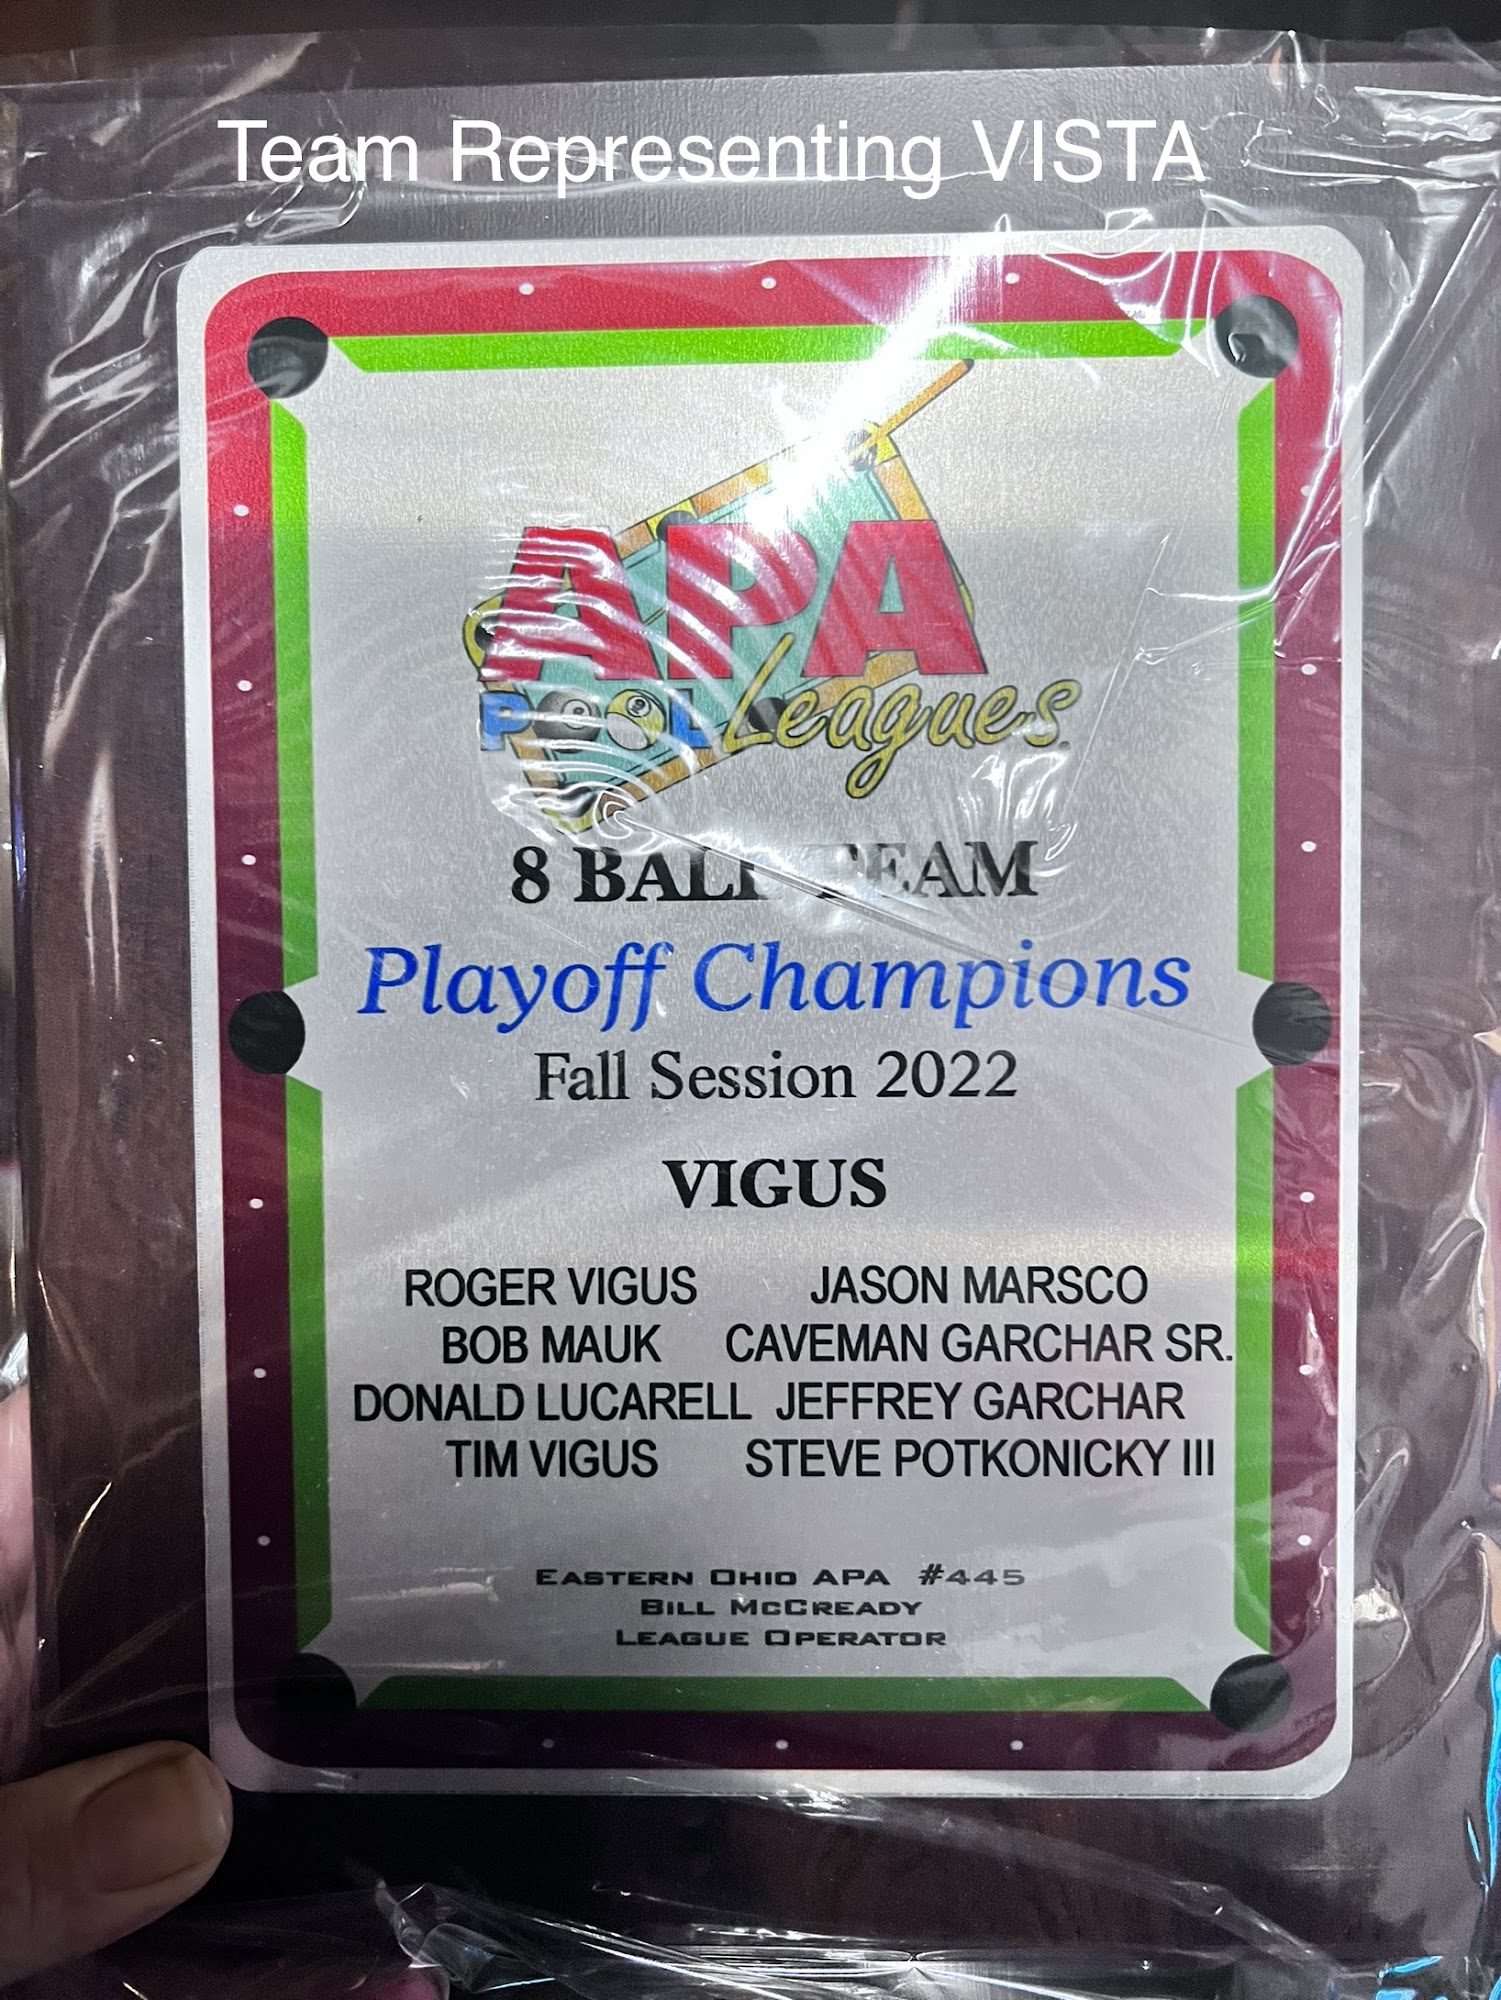 Team Representing VISTA
APA
POOL Leagues
8 BALL TEAM
Playoff Champions
Fall Session 2022
VIGUS
ROGER VIGUS JASON MARSCO
BOB MAUK CAVEMAN GARCHAR SR.
DONALD LUCARELL JEFFREY GARCHAR
TIM VIGUS STEVE POTKONICKY III
EASTERN OHIO APA #445
BILL MCCREADY
LEAGUE OPERATOR